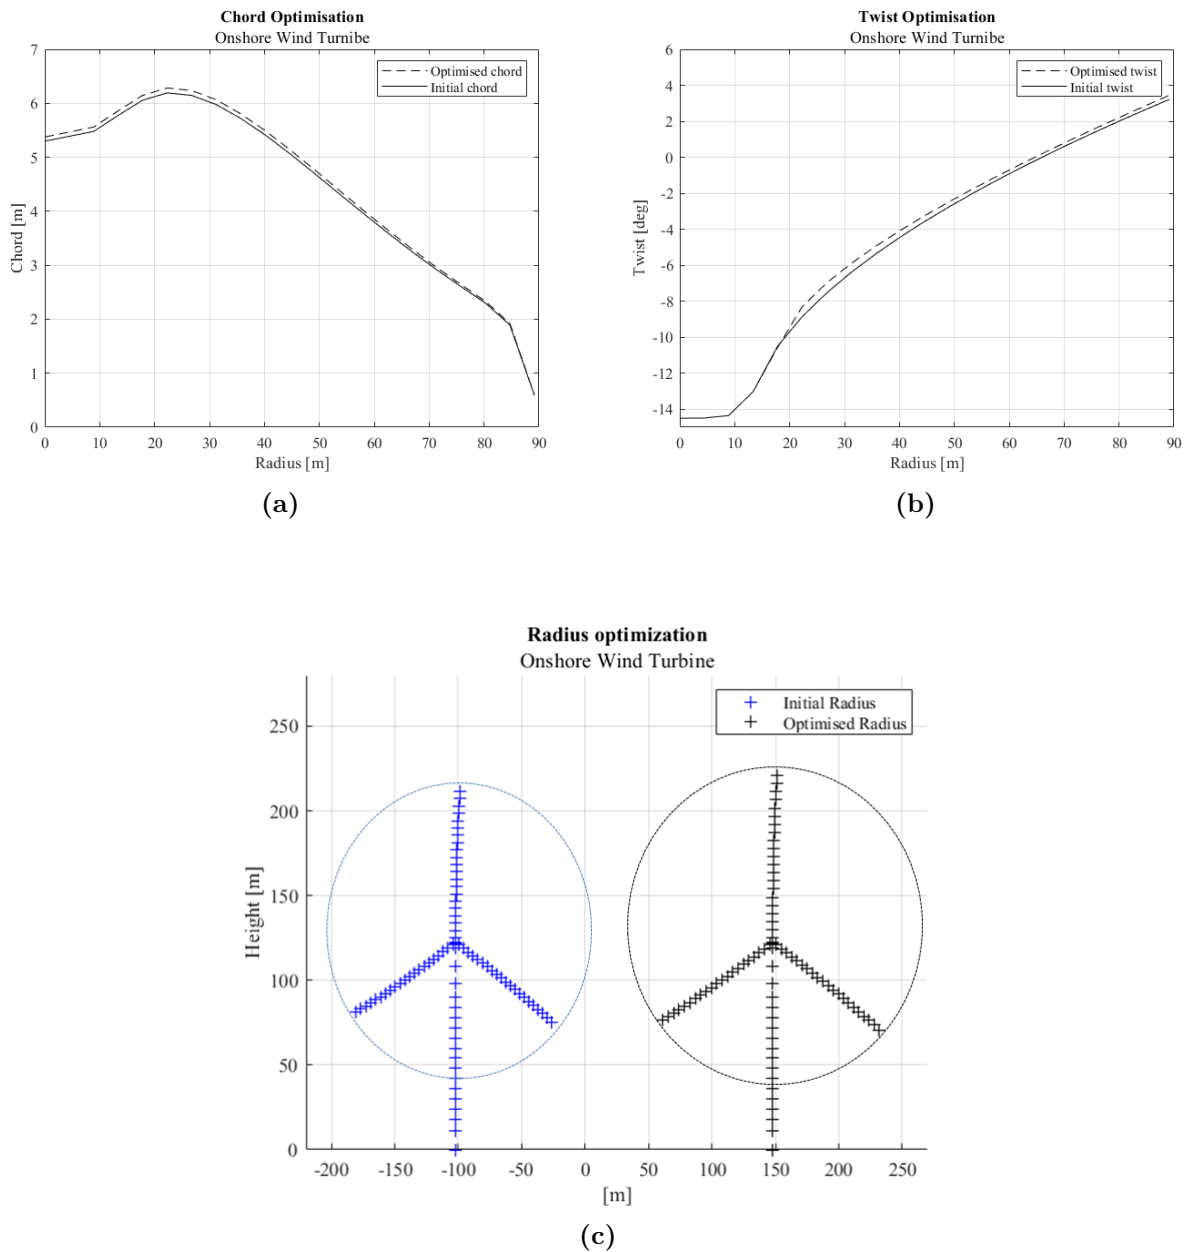 Chord Optimisation
Onshore Wind Turnibe
7
6
5
4
3
2
1
0
Chord [m]
Optimised chord
Initial chord
0 10 20 30 40 50 60 70 80 90
Radius [m]
(a)
Twist Optimisation
Onshore Wind Turnibe
6
4
2
0
-2
-4
-6
-8
-10
-12
-14
Twist [deg]
Optimised twist
Initial twist
0 10 20 30 40 50 60 70 80 90
Radius [m]
(b)
Radius optimization
Onshore Wind Turbine
250
200
150
100
50
0
Height [m]
Initial Radius
Optimised Radius
-200 -150 -100 -50 0 50 100 150 200 250
[m]
(c)